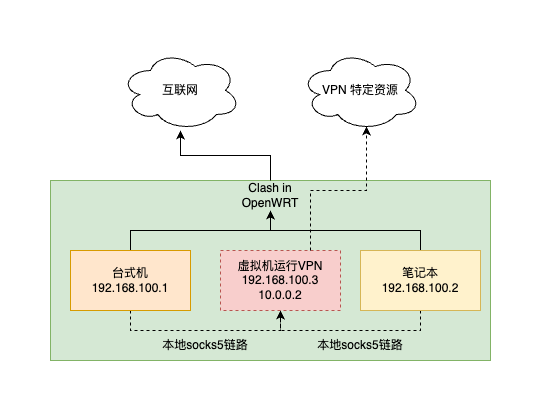 互联网
VPN 特定资源
Clash in
OpenWRT
台式机
192.168.100.1
虚拟机运行VPN
192.168.100.3
10.0.0.2
笔记本
192.168.100.2
本地socks5链路
本地socks5链路